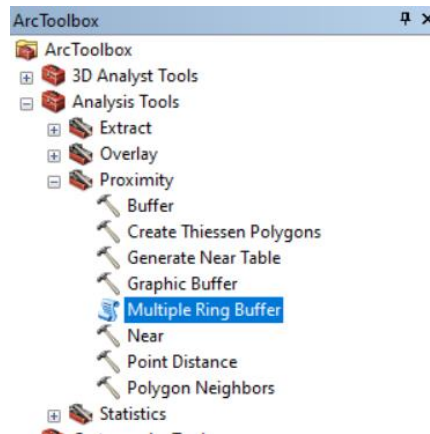 ArcToolbox
ArcToolbox
3D Analyst Tools
Analysis Tools
Extract
Overlay
Proximity
Buffer
Create Thiessen Polygons
Generate Near Table
Graphic Buffer
Multiple Ring Buffer
Near
Point Distance
Polygon Neighbors
Statistics